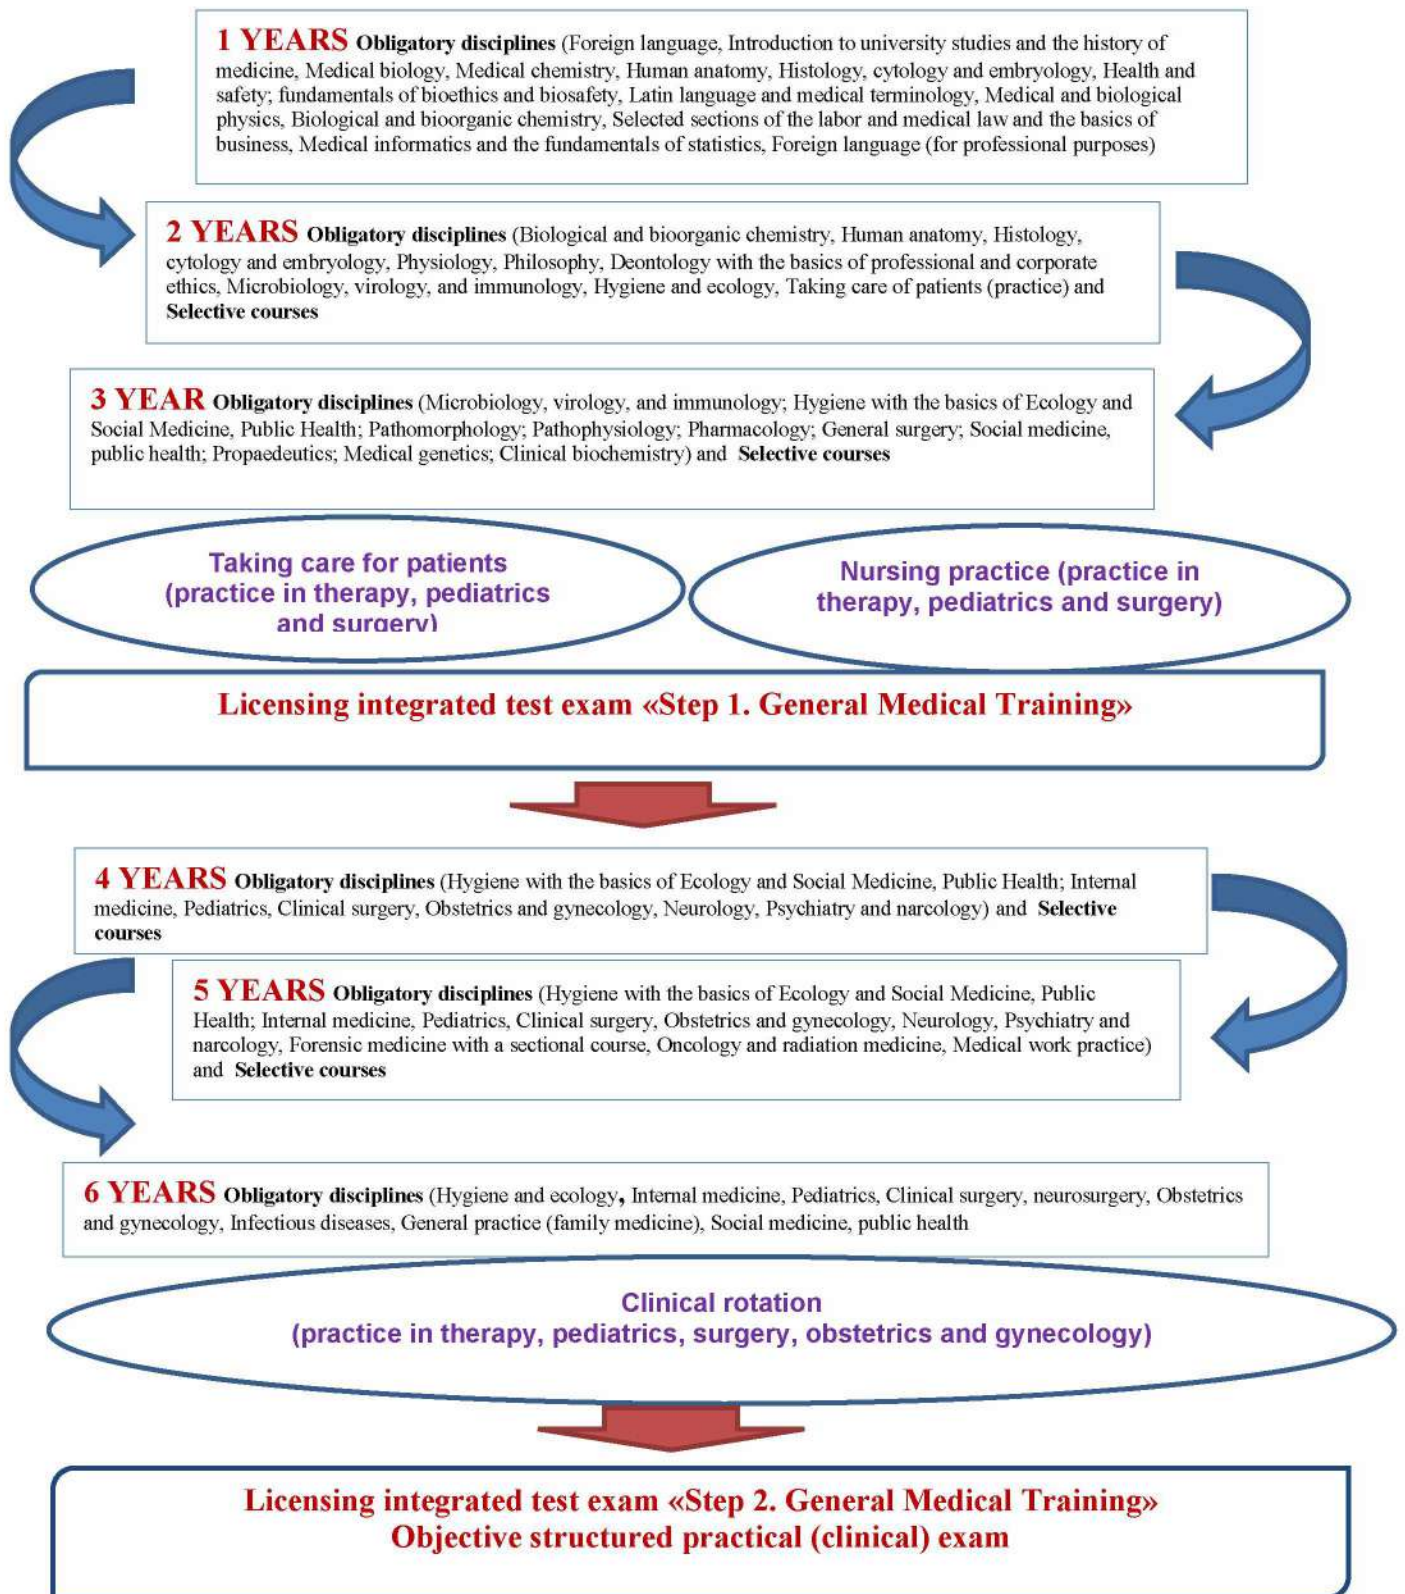 1 YEARS Obligatory disciplines (Foreign language, Introduction to university studies and the history of
medicine, Medical biology, Medical chemistry, Human anatomy, Histology, cytology and embryology, Health and
safety; fundamentals of bioethics and biosafety, Latin language and medical terminology, Medical and biological
physics, Biological and bioorganic chemistry, Selected sections of the labor and medical law and the basics of
business, Medical informatics and the fundamentals of statistics, Foreign language (for professional purposes)
2 YEARS Obligatory disciplines (Biological and bioorganic chemistry, Human anatomy, Histology,
cytology and embryology, Physiology, Philosophy, Deontology with the basics of professional and corporate
ethics, Microbiology, virology, and immunology, Hygiene and ecology, Taking care of patients (practice) and
Selective courses
3 YEAR Obligatory disciplines (Microbiology, virology, and immunology; Hygiene with the basics of Ecology and
Social Medicine, Public Health; Pathomorphology; Pathophysiology; Pharmacology; General surgery; Social medicine,
public health; Propaedeutics; Medical genetics; Clinical biochemistry) and Selective courses
Taking care for patients
(practice in therapy, pediatrics
and surgery)
Nursing practice (practice in
therapy, pediatrics and surgery)
Licensing integrated test exam «Step 1. General Medical Training»
4 YEARS Obligatory disciplines (Hygiene with the basics of Ecology and Social Medicine, Public Health; Internal
medicine, Pediatrics, Clinical surgery, Obstetrics and gynecology, Neurology, Psychiatry and narcology) and Selective
courses
5 YEARS Obligatory disciplines (Hygiene with the basics of Ecology and Social Medicine, Public
Health; Internal medicine, Pediatrics, Clinical surgery, Obstetrics and gynecology, Neurology, Psychiatry and
narcology, Forensic medicine with a sectional course, Oncology and radiation medicine, Medical work practice)
and Selective courses
6 YEARS Obligatory disciplines (Hygiene and ecology, Internal medicine, Pediatrics, Clinical surgery, neurosurgery, Obstetrics
and gynecology, Infectious diseases, General practice (family medicine), Social medicine, public health
Clinical rotation
(practice in therapy, pediatrics, surgery, obstetrics and gynecology)
Licensing integrated test exam «Step 2. General Medical Training»
Objective structured practical (clinical) exam